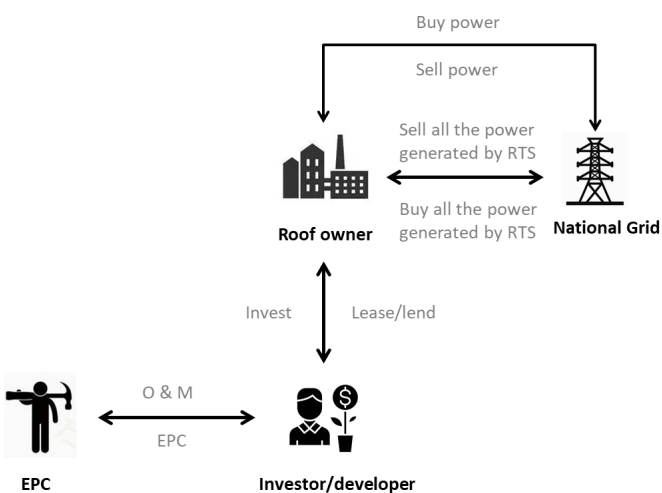 Buy power
Sell power
Sell all the power
generated by RTS
Buy all the power
generated by RTS
Roof owner
National Grid
Invest
Lease/lend
O & M
EPC
$
EPC
Investor/developer